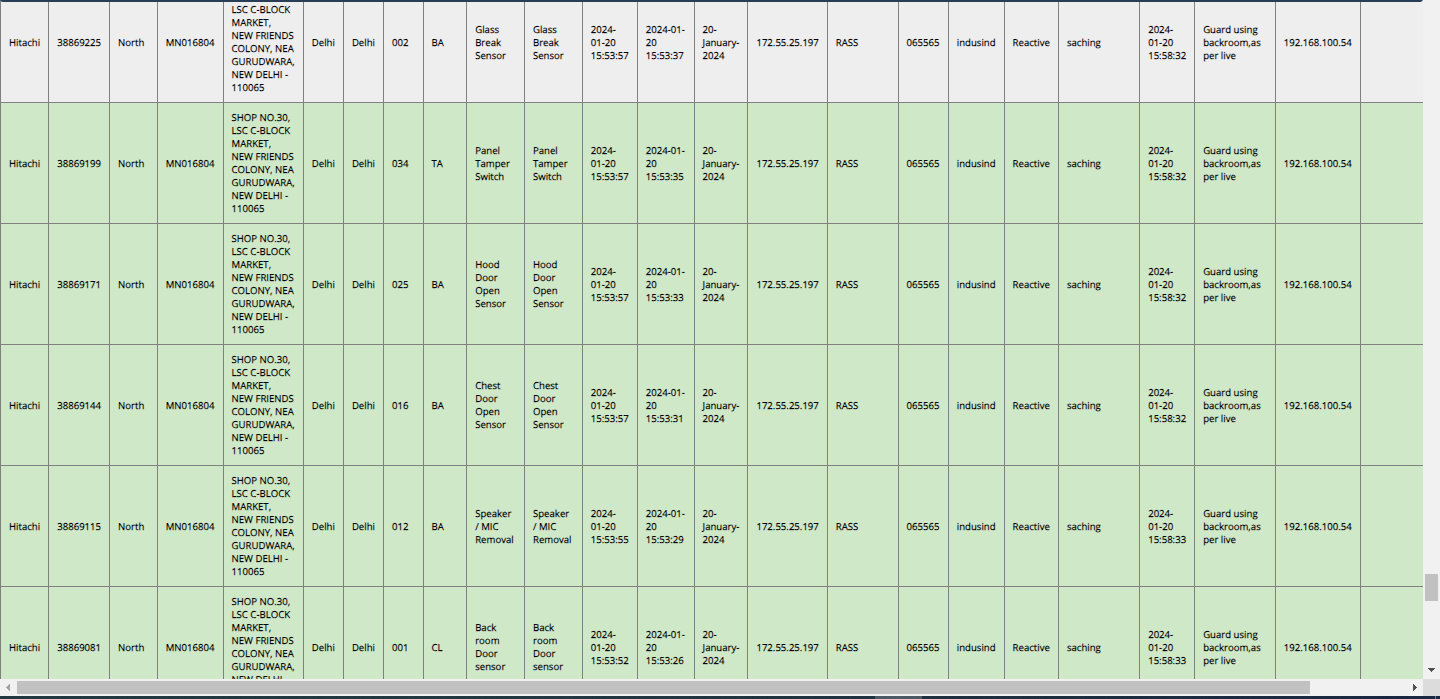 Hitachi
38869225
North
MN016804
LSC C-BLOCK
MARKET,
NEW FRIENDS
COLONY, NEA
GURUDWARA,
NEW DELHI -
110065
Delhi
Delhi
002
BA
Glass
Break
Sensor
Glass
Break
Sensor
2024-
01-20
15:53:57
2024-01-
20
15:53:37
20-
January-
2024
172.55.25.197
RASS
065565
indusind
Reactive
saching
2024-
01-20
15:58:32
Guard using
backroom,as
per live
192.168.100.54
Hitachi
38869199
North
MN016804
SHOP NO.30,
LSC C-BLOCK
MARKET,
NEW FRIENDS
COLONY, NEA
GURUDWARA,
NEW DELHI -
110065
Delhi
Delhi
034
TA
Panel
Tamper
Switch
Panel
Tamper
Switch
2024-
01-20
15:53:57
2024-01-
20
15:53:35
20-
January-
2024
172.55.25.197
RASS
065565
indusind
Reactive
saching
2024-
01-20
15:58:32
Guard using
backroom,as
per live
192.168.100.54
Hitachi
38869171
North
MN016804
SHOP NO.30,
LSC C-BLOCK
MARKET,
NEW FRIENDS
COLONY, NEA
GURUDWARA,
NEW DELHI -
110065
Delhi
Delhi
025
BA
Hood
Door
Open
Sensor
Hood
Door
Open
Sensor
2024-
01-20
15:53:57
2024-01-
20
15:53:33
20-
January-
2024
172.55.25.197
RASS
065565
indusind
Reactive
saching
2024-
01-20
15:58:32
Guard using
backroom,as
per live
192.168.100.54
Hitachi
38869144
North
MN016804
SHOP NO.30,
LSC C-BLOCK
MARKET,
NEW FRIENDS
COLONY, NEA
GURUDWARA,
NEW DELHI -
110065
Delhi
Delhi
016
BA
Chest
Door
Open
Sensor
Chest
Door
Open
Sensor
2024-
01-20
15:53:57
2024-01-
20
15:53:31
20-
January-
2024
172.55.25.197
RASS
065565
indusind
Reactive
saching
2024-
01-20
15:58:32
Guard using
backroom,as
per live
192.168.100.54
Hitachi
38869115
North
MN016804
SHOP NO.30,
LSC C-BLOCK
MARKET,
NEW FRIENDS
COLONY, NEA
GURUDWARA,
NEW DELHI -
110065
Delhi
Delhi
012
BA
Speaker
/ MIC
Removal
Speaker
/ MIC
Removal
2024-
01-20
15:53:55
2024-01-
20
15:53:29
20-
January-
2024
172.55.25.197
RASS
065565
indusind
Reactive
saching
2024-
01-20
15:58:33
Guard using
backroom,as
per live
192.168.100.54
Hitachi
38869081
North
MN016804
SHOP NO.30,
LSC C-BLOCK
MARKET,
NEW FRIENDS
COLONY, NEA
GURUDWARA,
NEW DELHI -
Delhi
Delhi
001
CL
Back
room
Door
sensor
Back
room
Door
sensor
2024-
01-20
15:53:52
2024-01-
20
15:53:26
20-
January-
2024
172.55.25.197
RASS
065565
indusind
Reactive
saching
2024-
01-20
15:58:33
Guard using
backroom,as
per live
192.168.100.54